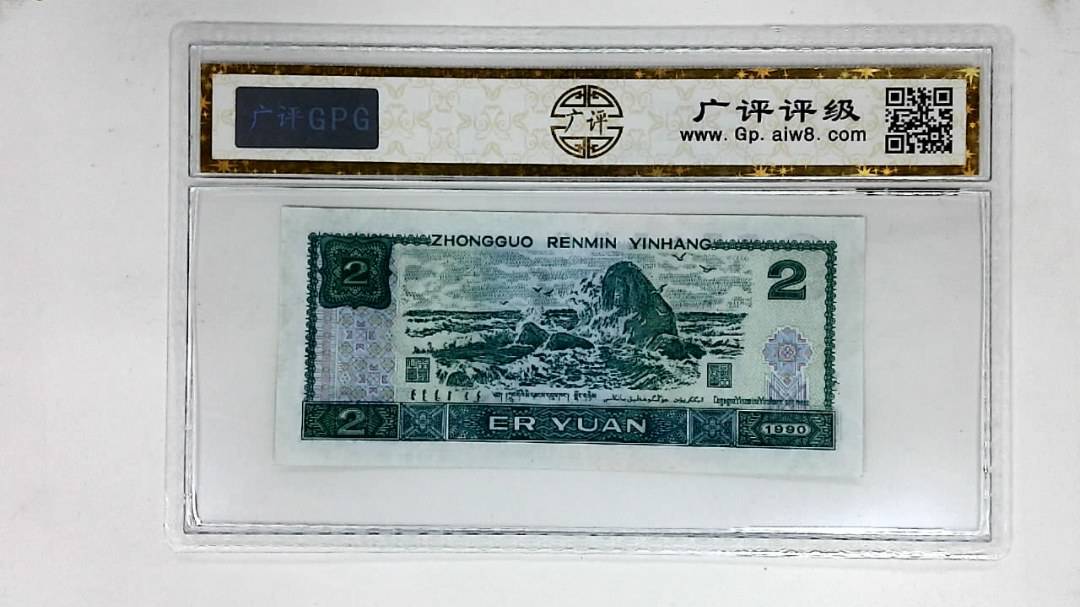 广评GPG
广评
广评评级
www. Gp. aiw8. com
ZHONGGUO RENMIN YINHANG
2
2
2
ER YUAN
1990